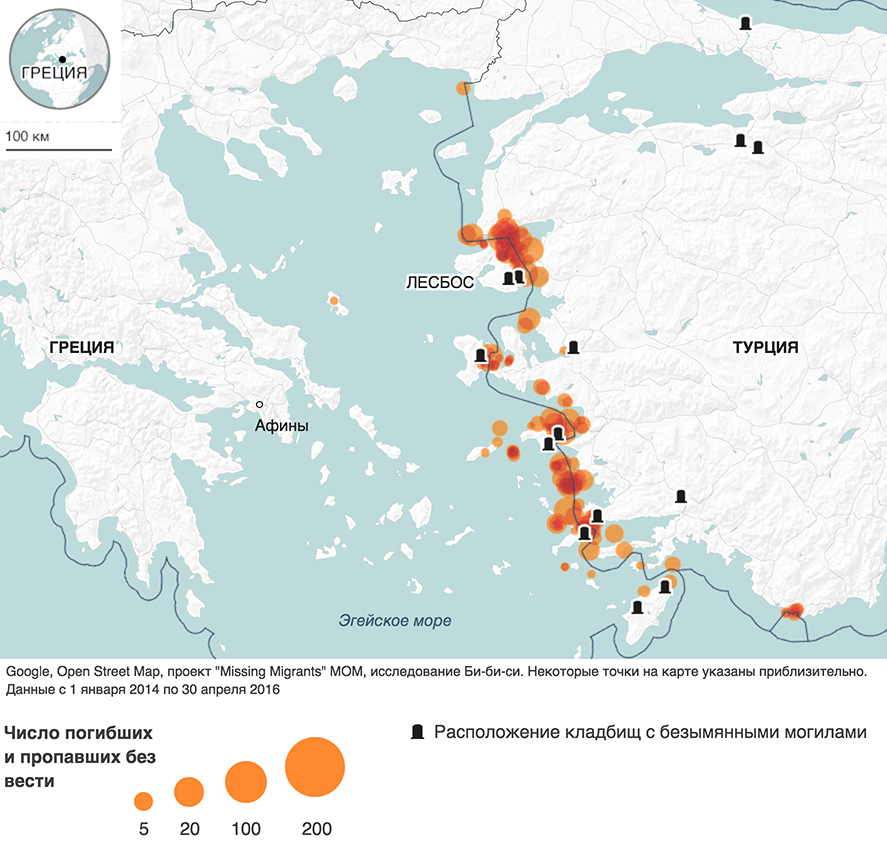 ГРЕЦИЯ
100 км
ЛЕСБОС
ГРЕЦИЯ
ТУРЦИЯ
Афины
Эгейское море
Google, Open Street Map, проект "Missing Migrants" МОМ, исследование Би-би-си. Некоторые точки на карте указаны приблизительно.
Данные с 1 января 2014 по 30 апреля 2016
Число погибших
и пропавших без
вести
Расположение кладбищ с безымянными могилами
5 20 100 200